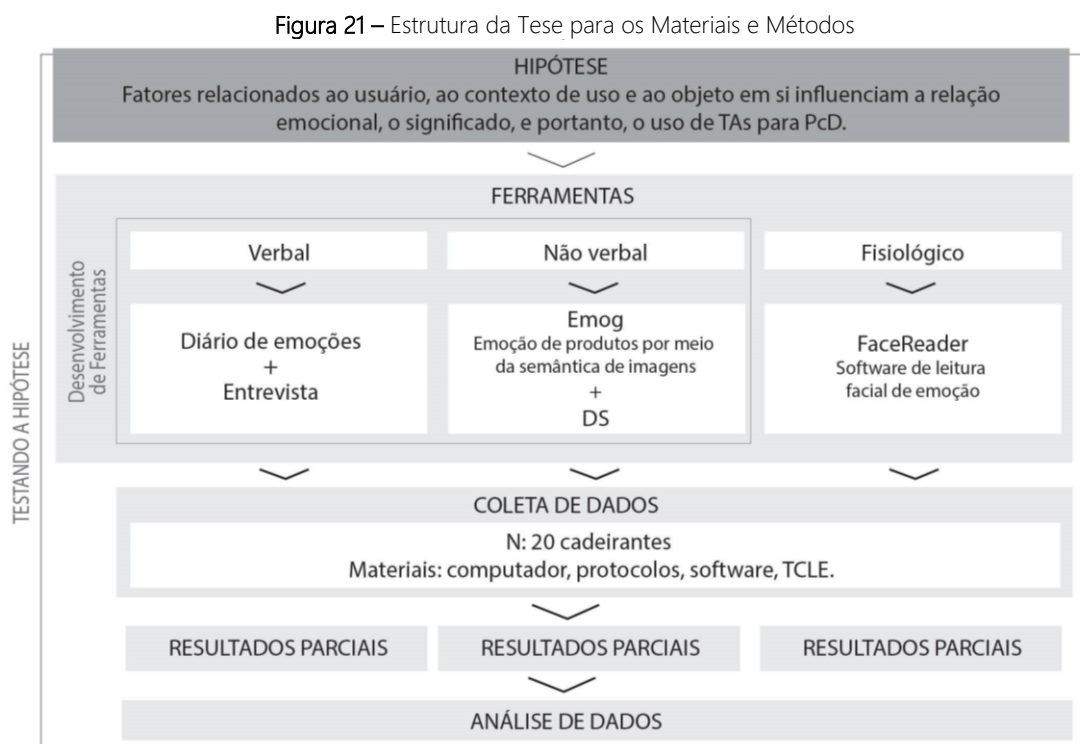 Figura 21 – Estrutura da Tese para os Materiais e Métodos
HIPÓTESE
Fatores relacionados ao usuário, ao contexto de uso e ao objeto em si influenciam a relação
emocional, o significado, e portanto, o uso de TAs para PcD.
TESTANDO A HIPÓTESE
FERRAMENTAS
Desenvolvimento
de Ferramentas
Verbal
Diário de emoções
+
Entrevista
Não verbal
Emog
Emoção de produtos por meio
da semântica de imagens
+
DS
Fisiológico
FaceReader
Software de leitura
facial de emoção
COLETA DE DADOS
N: 20 cadeirantes
Materiais: computador, protocolos, software, TCLE.
RESULTADOS PARCIAIS
RESULTADOS PARCIAIS
RESULTADOS PARCIAIS
ANÁLISE DE DADOS